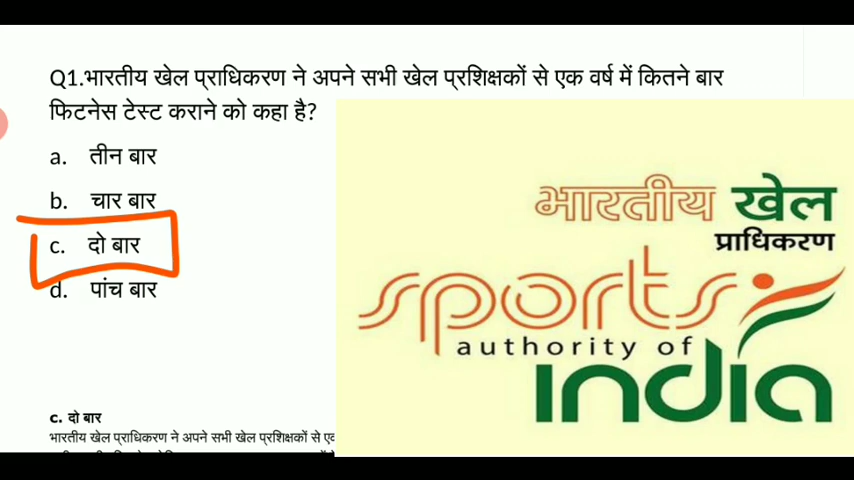 Q1.भारतीय खेल प्राधिकरण ने अपने सभी खेल प्रशिक्षकों से एक वर्ष में कितने बार
फिटनेस टेस्ट कराने को कहा है?
a. तीन बार
b. चार बार
c. दो बार
d. पांच बार
c. दो बार
भारतीय खेल प्राधिकरण ने अपने सभी खेल प्रशिक्षकों से
भारतीय खेल
प्राधिकरण
sports
authority of
india